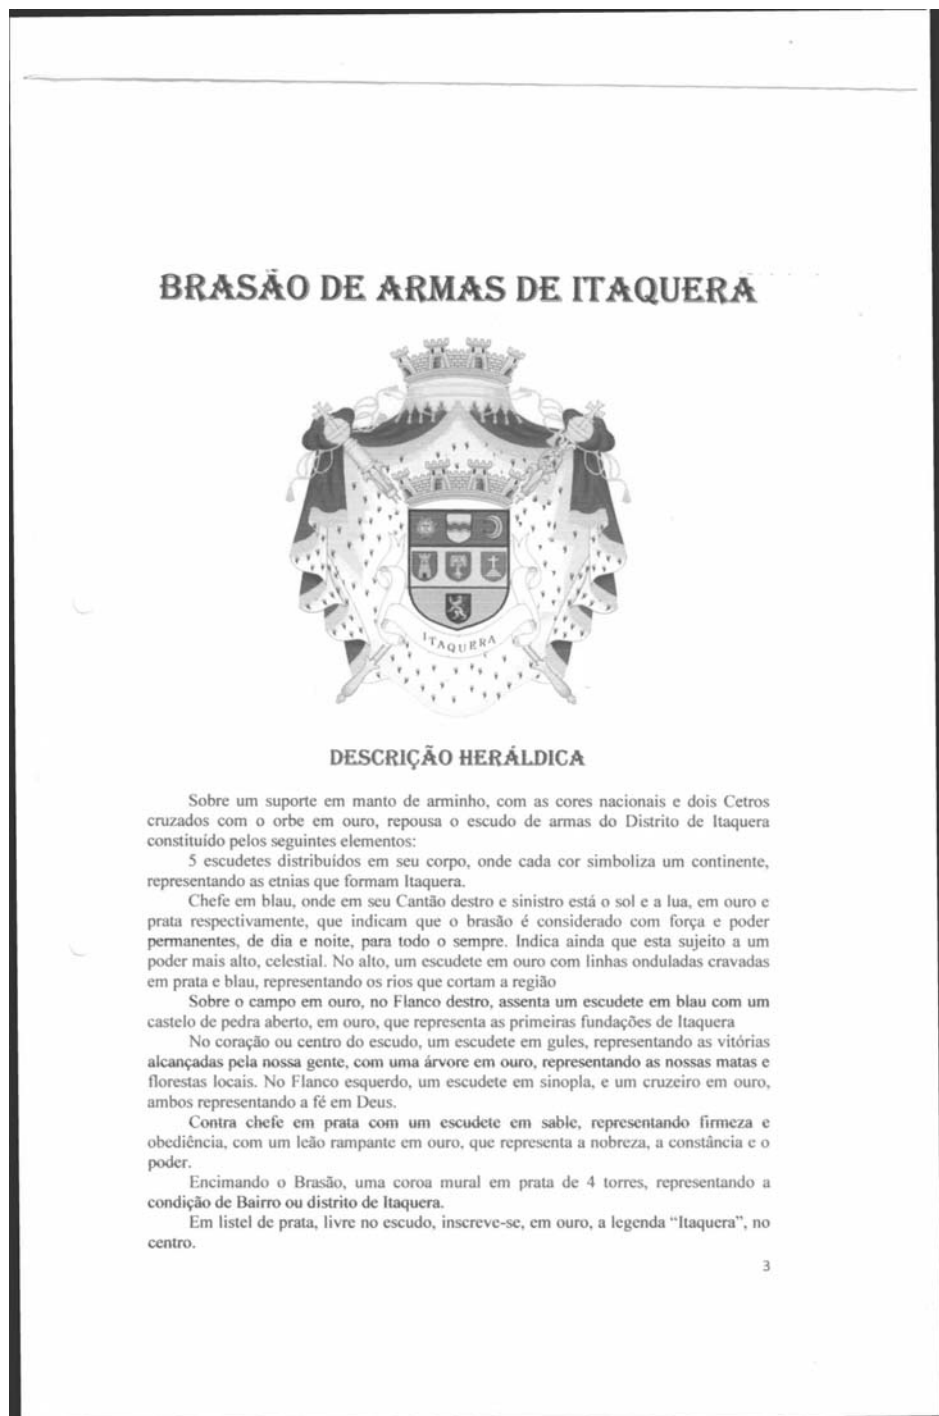 BRASÃO DE ARMAS DE ITAQUERA
ITAQUERA
DESCRIÇÃO HERÁLDICA
Sobre um suporte em manto de arminho, com as cores nacionais e dois Cetros
cruzados com o orbe em ouro, repousa o escudo de armas do Distrito de Itaquera
constituído pelos seguintes elementos:
5 escudetes distribuídos em seu corpo, onde cada cor simboliza um continente,
representando as etnias que formam Itaquera.
Chefe em blau, onde em seu Cantão destro e sinistro está o sol e a lua, em ouro e
prata respectivamente, que indicam que o brasão é considerado com força e poder
permanentes, de dia e noite, para todo o sempre. Indica ainda que esta sujeito a um
poder mais alto, celestial. No alto, um escudete em ouro com linhas onduladas cravadas
em prata e blau, representando os rios que cortam a região
Sobre o campo em ouro, no Flanco destro, assenta um escudete em blau com um
castelo de pedra aberto, em ouro, que representa as primeiras fundações de Itaquera
No coração ou centro do escudo, um escudete em gules, representando as vitórias
alcançadas pela nossa gente, com uma árvore em ouro, representando as nossas matas e
florestas locais. No Flanco esquerdo, um escudete em sinopla, e um cruzeiro em ouro,
ambos representando a fé em Deus.
Contra chefe em prata com um escudete em sable, representando firmeza e
obediência, com um leão rampante em ouro, que representa a nobreza, a constância e o
poder.
Encimando o Brasão, uma coroa mural em prata de 4 torres, representando a
condição de Bairro ou distrito de Itaquera.
Em listel de prata, livre no escudo, inscreve-se, em ouro, a legenda “Itaquera”, no
centro.
3